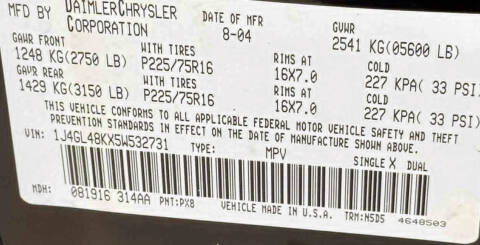 MFD BY DAIMLERCHRYSLER CORPORATION DATE OF MFR 8-04 GVWR 2541 KG(05600 LB)
GAWR FRONT WITH TIRES RIMS AT COLD
1248 KG(2750 LB) P225/75R16 16X7.0 227 KPA( 33 PSI)
GAWR REAR WITH TIRES RIMS AT COLD
1429 KG(3150 LB) P225/75R16 16X7.0 227 KPA( 33 PSI)
THIS VEHICLE CONFORMS TO ALL APPLICABLE FEDERAL MOTOR VEHICLE SAFETY AND THEFT
PREVENTION STANDARDS IN EFFECT ON THE DATE OF MANUFACTURE SHOWN ABOVE.
VIN: 1J4GL48KX5W532731 TYPE: MPV SINGLE X DUAL
MDH: 081916 314AA PNT:PX8 VEHICLE MADE IN U.S.A. TRM:N5D5 4648503